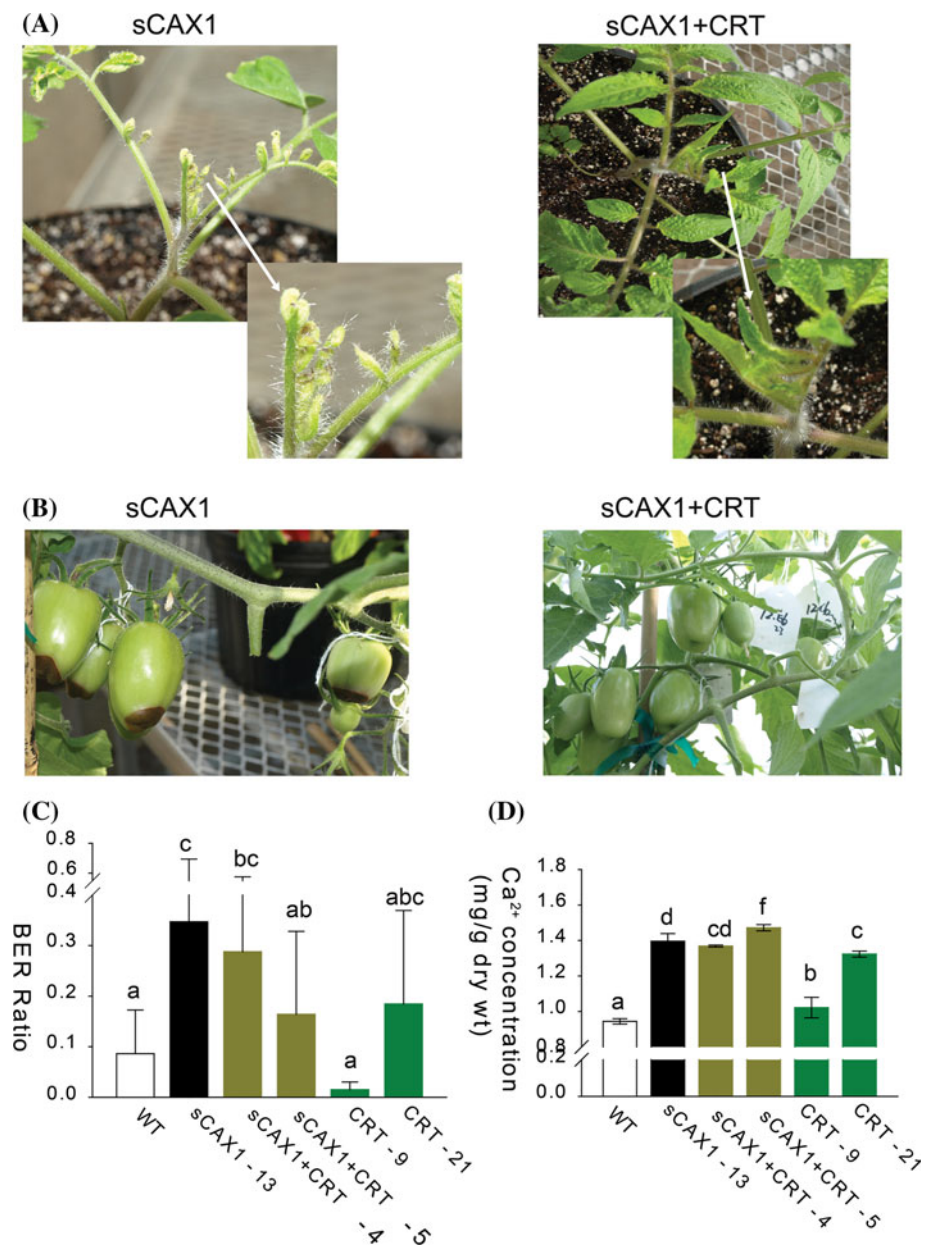 (A)
sCAX1
sCAX1+CRT
(B)
sCAX1
sCAX1+CRT
(C)
0.8
0.6
0.4
0.3
0.2
0.1
0.0
BER Ratio
a
c
bc
ab
a
abc
WT
sCAX1 - 13
sCAX1+CRT - 4
sCAX1+CRT - 5
CRT - 9
CRT - 21
(D)
1.8
1.6
1.4
1.2
1.0
0.8
0.2
0.0
Ca²⁺ concentration
(mg/g dry wt)
a
d
cd
f
b
c
WT
sCAX1 - 13
sCAX1+CRT - 4
sCAX1+CRT - 5
CRT - 9
CRT - 21